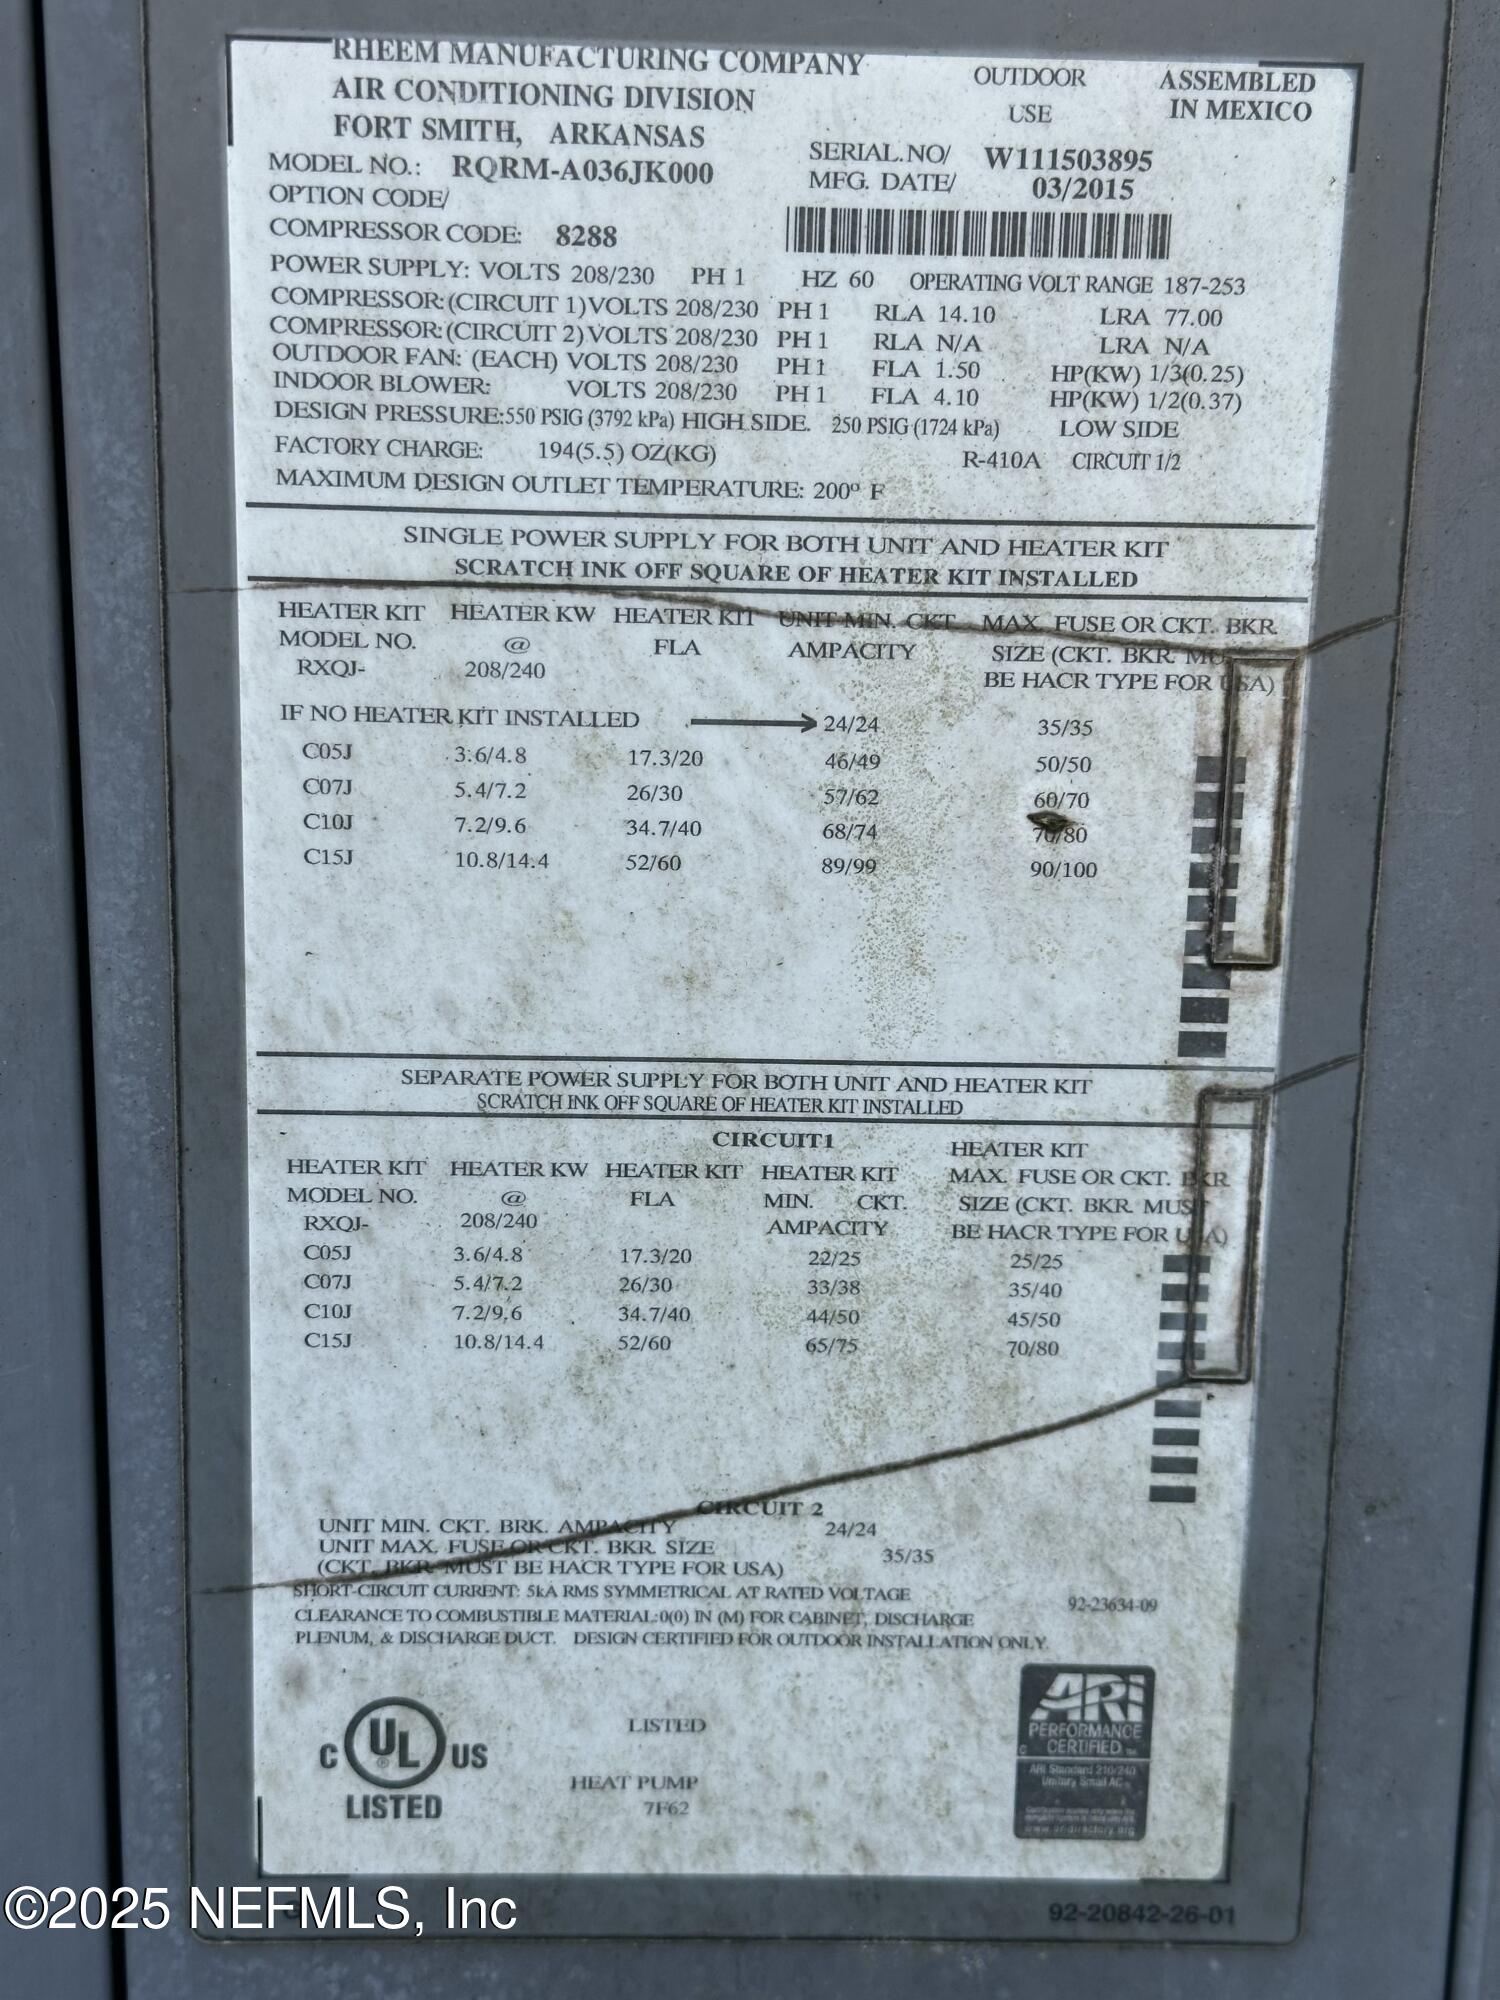 RHEEM MANUFACTURING COMPANY
AIR CONDITIONING DIVISION
FORT SMITH, ARKANSAS
OUTDOOR USE
ASSEMBLED IN MEXICO
MODEL NO.: RQRM-A036JK000
SERIAL.NO/ W111503895
MFG. DATE/ 03/2015
OPTION CODE/
COMPRESSOR CODE: 8288
POWER SUPPLY: VOLTS 208/230 PH 1 HZ 60 OPERATING VOLT RANGE 187-253
COMPRESSOR:(CIRCUIT 1)VOLTS 208/230 PH 1 RLA 14.10 LRA 77.00
COMPRESSOR:(CIRCUIT 2)VOLTS 208/230 PH 1 RLA N/A LRA N/A
OUTDOOR FAN: (EACH) VOLTS 208/230 PH 1 FLA 1.50 HP(KW) 1/3(0.25)
INDOOR BLOWER: VOLTS 208/230 PH 1 FLA 4.10 HP(KW) 1/2(0.37)
DESIGN PRESSURE:550 PSIG (3792 kPa) HIGH SIDE. 250 PSIG (1724 kPa) LOW SIDE
FACTORY CHARGE: 194(5.5) OZ(KG) R-410A CIRCUIT 1/2
MAXIMUM DESIGN OUTLET TEMPERATURE: 200° F
SINGLE POWER SUPPLY FOR BOTH UNIT AND HEATER KIT
SCRATCH INK OFF SQUARE OF HEATER KIT INSTALLED
HEATER KIT HEATER KW HEATER KIT UNIT MIN. CKT. MAX. FUSE OR CKT. BKR.
MODEL NO. @ FLA AMPACITY SIZE (CKT. BKR. MUST
RXQJ- 208/240 BE HACR TYPE FOR USA)
IF NO HEATER KIT INSTALLED 24/24 35/35
C05J 3.6/4.8 17.3/20 46/49 50/50
C07J 5.4/7.2 26/30 57/62 60/70
C10J 7.2/9.6 34.7/40 68/74 70/80
C15J 10.8/14.4 52/60 89/99 90/100
SEPARATE POWER SUPPLY FOR BOTH UNIT AND HEATER KIT
SCRATCH INK OFF SQUARE OF HEATER KIT INSTALLED
CIRCUIT1
HEATER KIT
HEATER KIT HEATER KW HEATER KIT HEATER KIT MAX. FUSE OR CKT. BKR.
MODEL NO. @ FLA MIN. CKT. SIZE (CKT. BKR. MUST
RXQJ- 208/240 AMPACITY BE HACR TYPE FOR USA)
C05J 3.6/4.8 17.3/20 22/25 25/25
C07J 5.4/7.2 26/30 33/38 35/40
C10J 7.2/9.6 34.7/40 44/50 45/50
C15J 10.8/14.4 52/60 65/75 70/80
CIRCUIT 2
UNIT MIN. CKT. BRK. AMPACITY 24/24
UNIT MAX. FUSE OR CKT. BKR. SIZE 35/35
(CKT. BKR. MUST BE HACR TYPE FOR USA)
SHORT-CIRCUIT CURRENT: 5kA RMS SYMMETRICAL AT RATED VOLTAGE 92-23634-09
CLEARANCE TO COMBUSTIBLE MATERIAL:0(0) IN (M) FOR CABINET, DISCHARGE
PLENUM, & DISCHARGE DUCT. DESIGN CERTIFIED FOR OUTDOOR INSTALLATION ONLY.
C UL® US
LISTED
LISTED
HEAT PUMP
7F62
ARI
PERFORMANCE
CERTIFIED TM
ARI Standard 210/240
Unitary Small AC
www.aridirectory.org
92-20842-26-01
©2025 NEFMLS, Inc